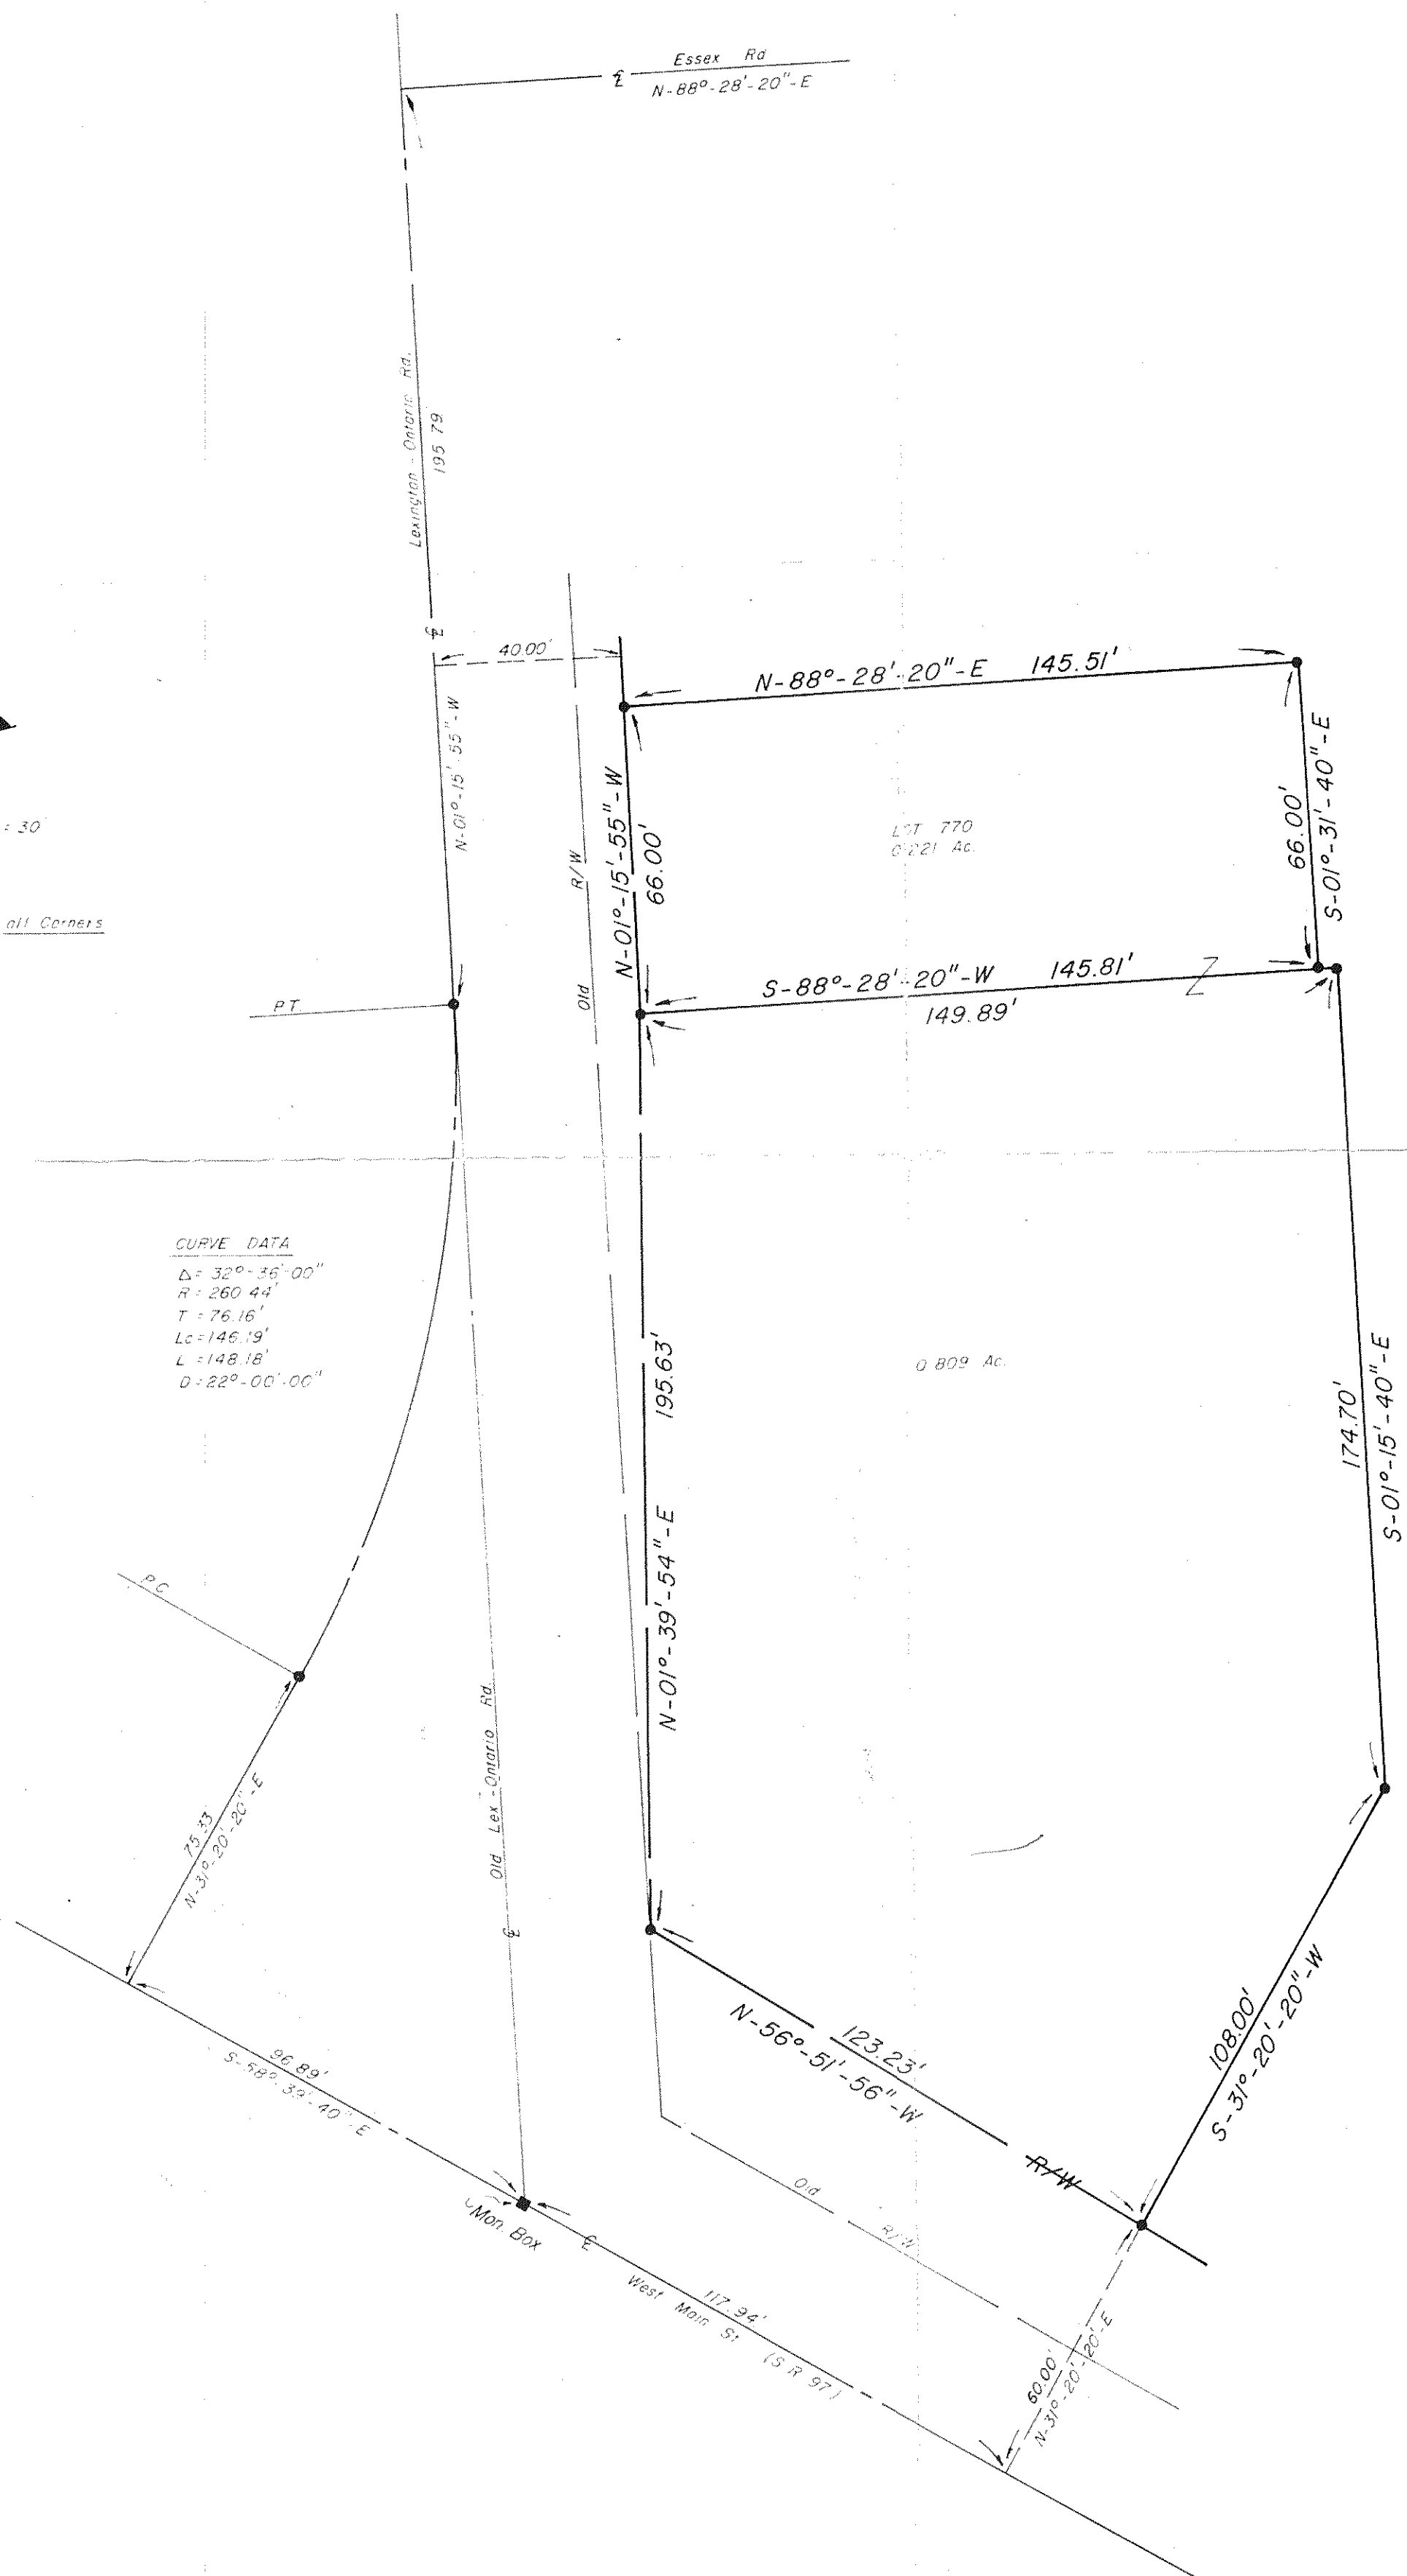 Essex Rd
℄
N-88°-28'-20"-E
Lexington - Ontario Rd.
195 79
℄
40.00'
N-01°-15'-55"-W
R/W
Old
N-88°-28'-20"-E 145.51'
N-01°-15'-55"-W
66.00'
LOT 770
0.221 Ac.
66.00'
S-01°-31'-40"-E
= 30'
all Corners
S-88°-28'-20"-W 145.81'
149.89'
P.T.
CURVE DATA
Δ= 32°-36'-00"
R = 260 44'
T = 76.16'
Lc = 146.19'
L = 148.18'
D = 22°-00'-00"
N-01°-39'-54"-E 195.63'
0 809 Ac.
174.70'
S-01°-15'-40"-E
P.C.
75.33'
N-31°-20'-20"-E
Old Lex-Ontario Rd.
℄
96 89'
S-58°-39'-40"-E
Mon. Box
℄
117.94'
West Main St (S R 97)
123.23'
N-56°-51'-56"-W
R/W
Old R/W
108.00'
S-31°-20'-20"-W
60.00'
N-31°-20'-20'-E